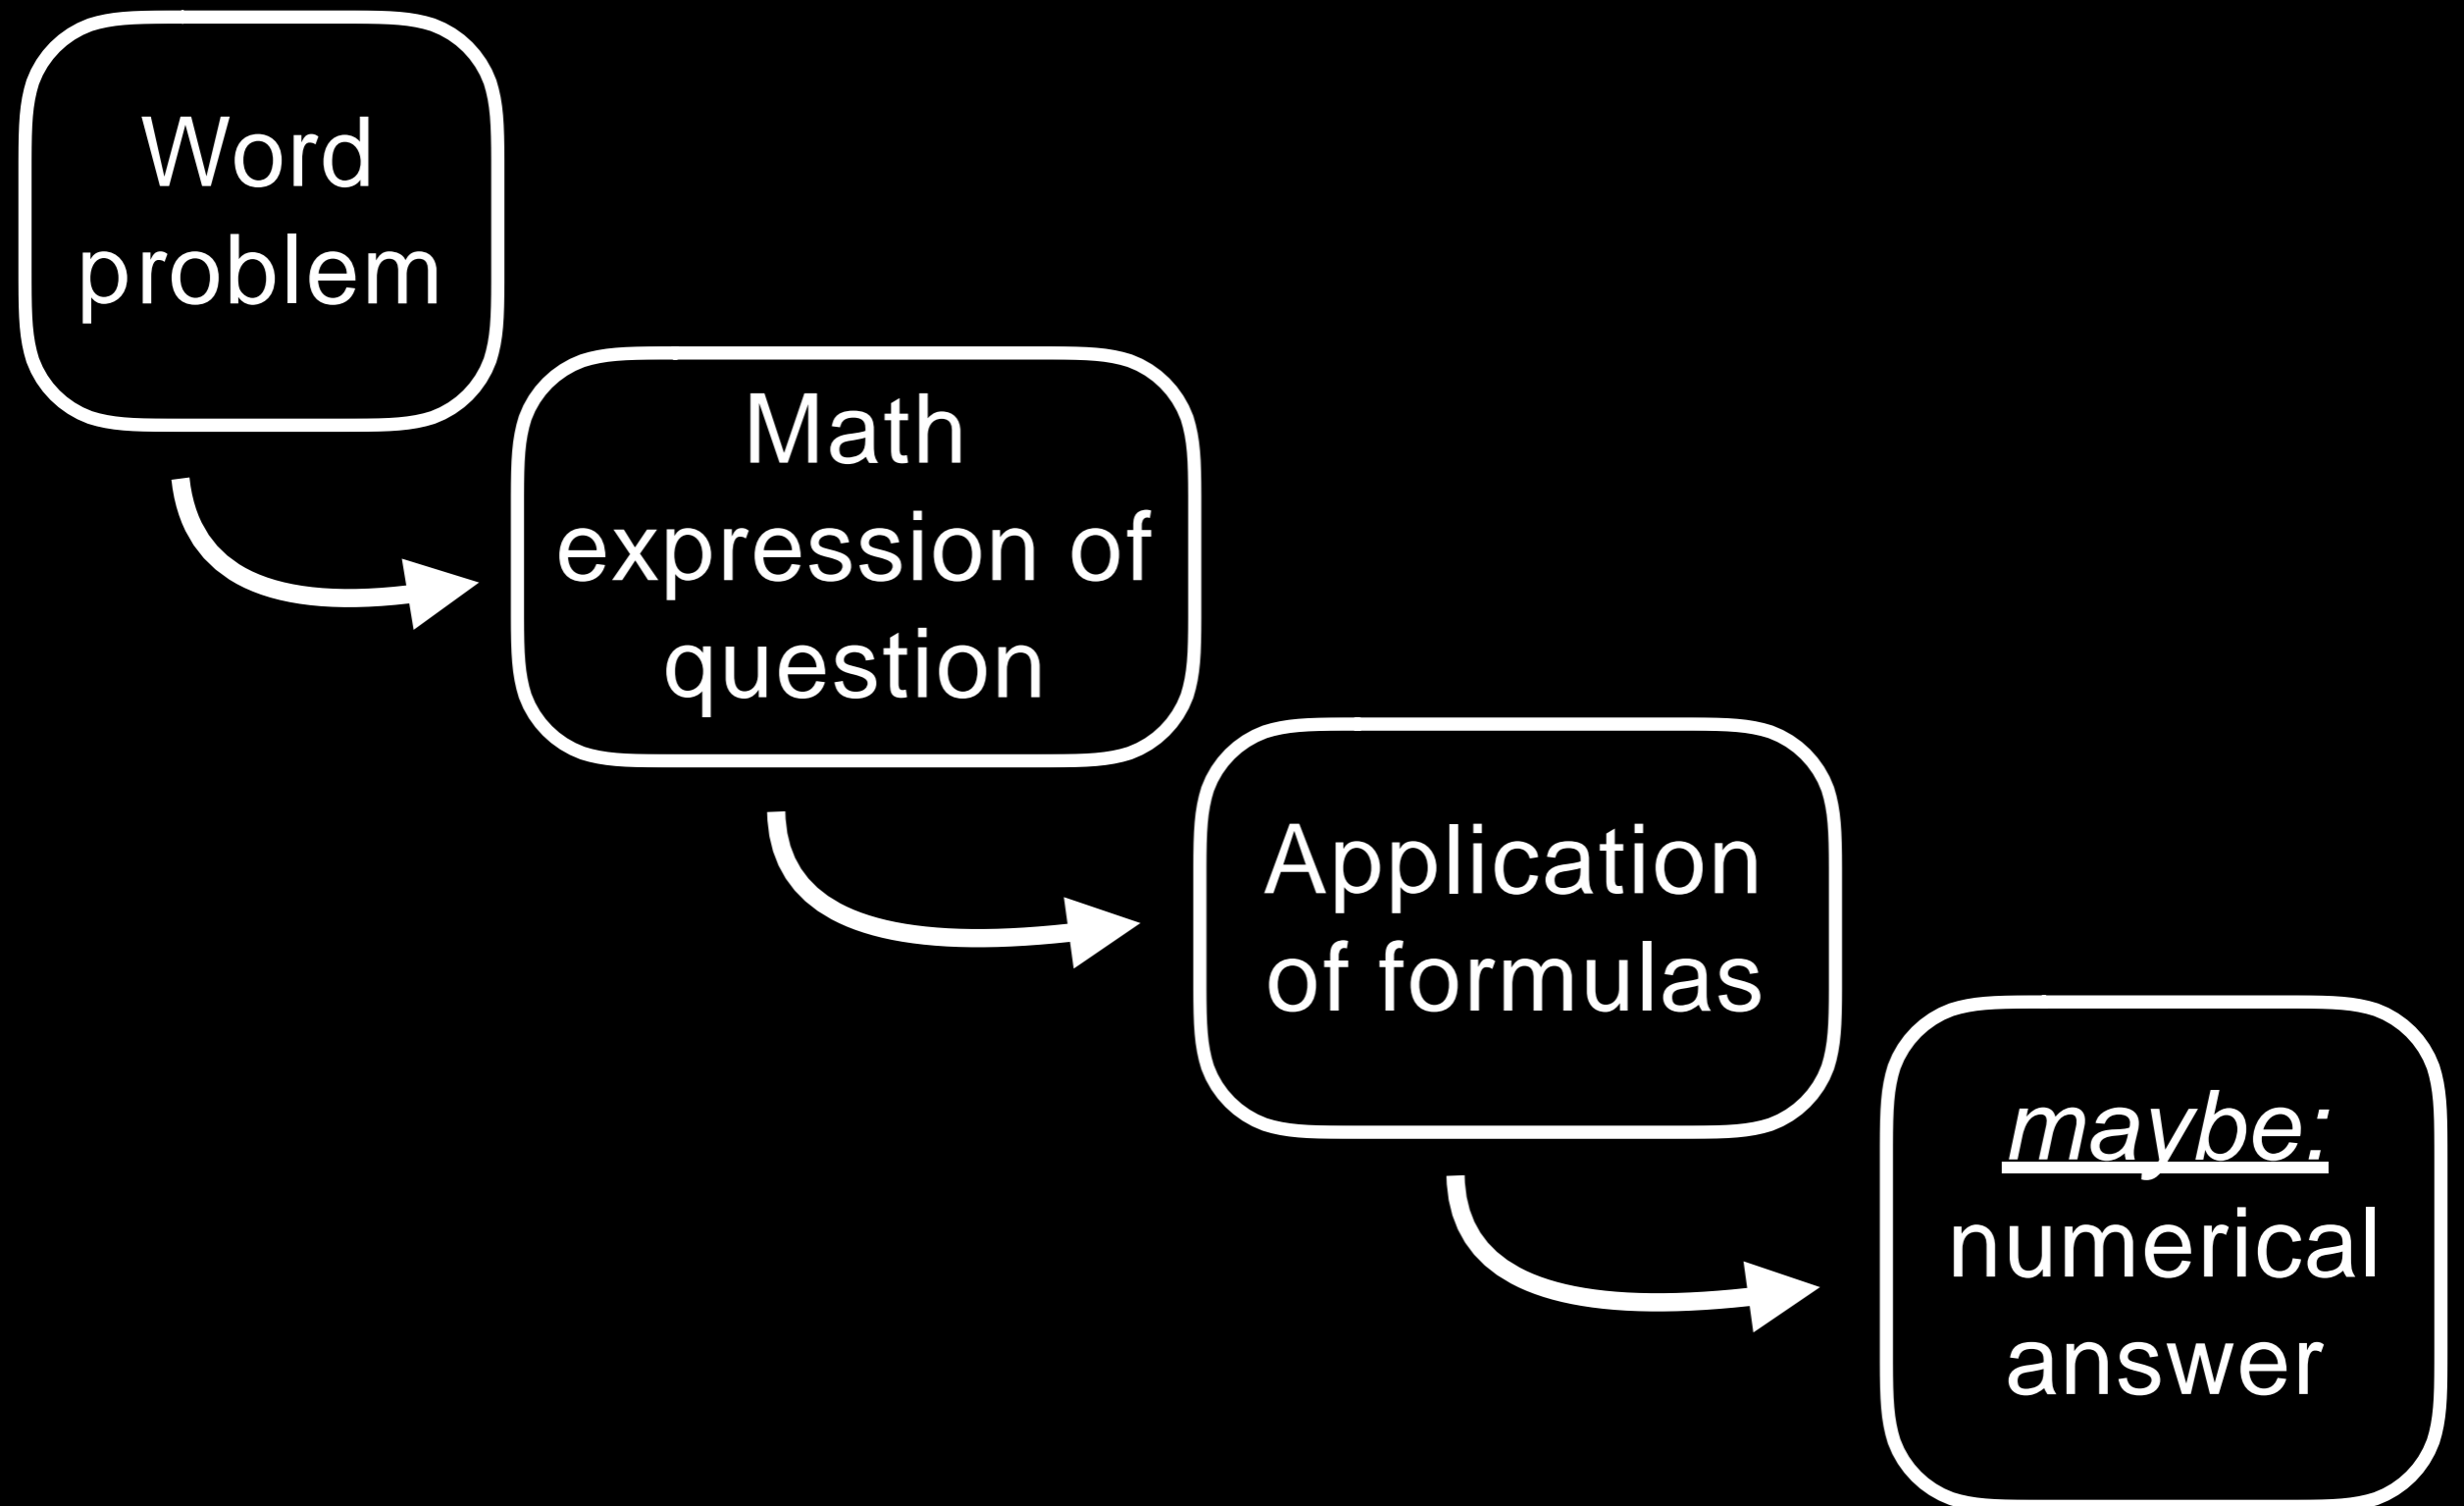 Word
problem
Math
expression of
question
Application
of formulas
maybe:
numerical
answer